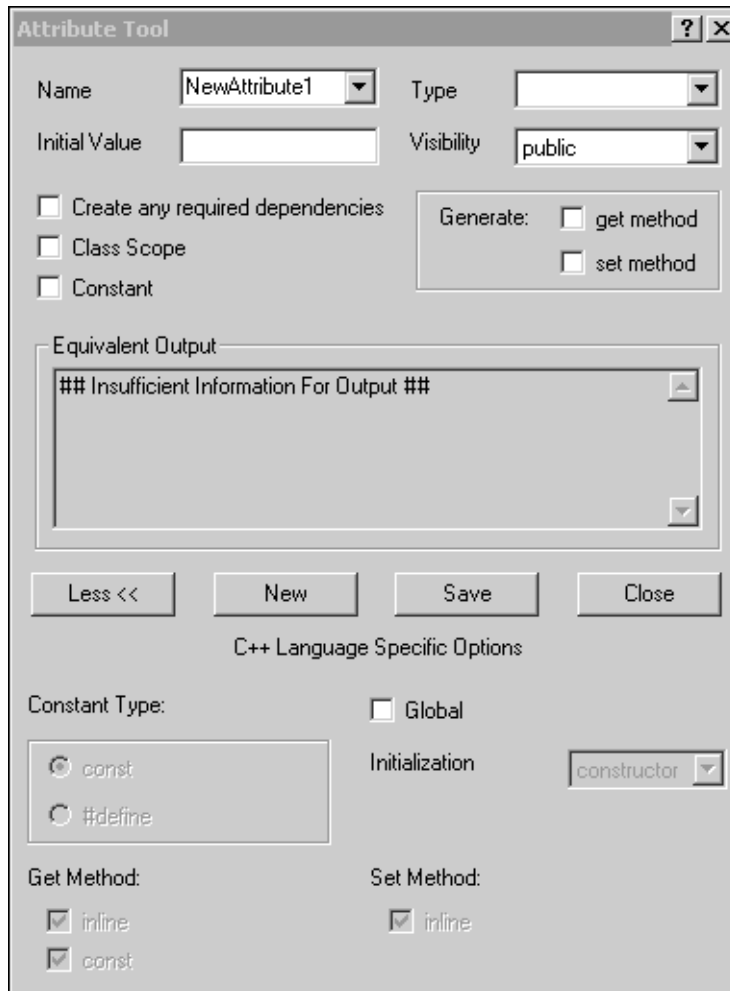 Attribute Tool
Name NewAttribute1 Type
Initial Value Visibility public
Create any required dependencies
Generate: get method
Class Scope
set method
Constant
Equivalent Output
## Insufficient Information For Output ##
Less << New Save Close
C++ Language Specific Options
Constant Type: Global
const Initialization constructor
#define
Get Method: Set Method:
inline inline
const